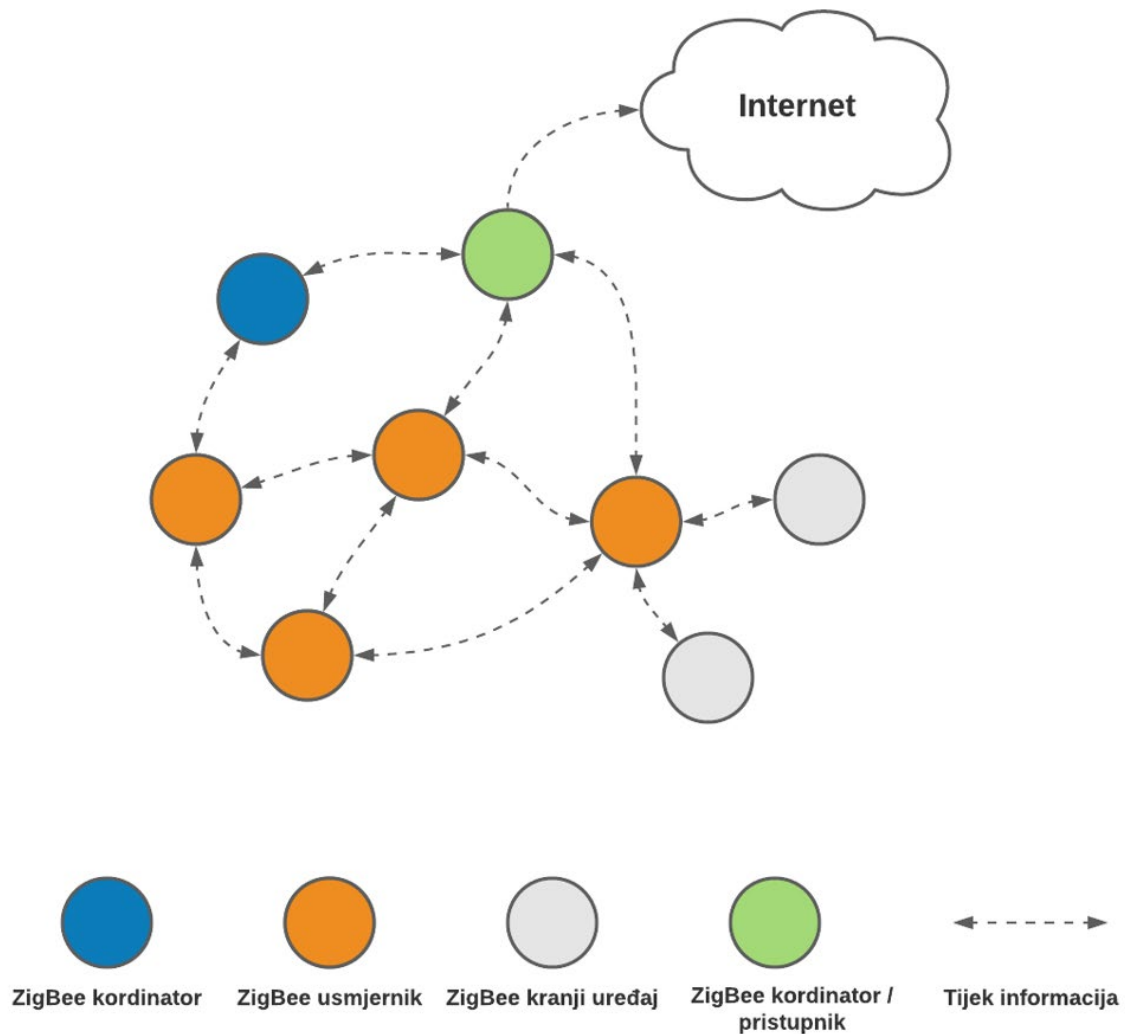 Internet
ZigBee kordinator
ZigBee usmjernik
ZigBee kranji uređaj
ZigBee kordinator /
pristupnik
Tijek informacija